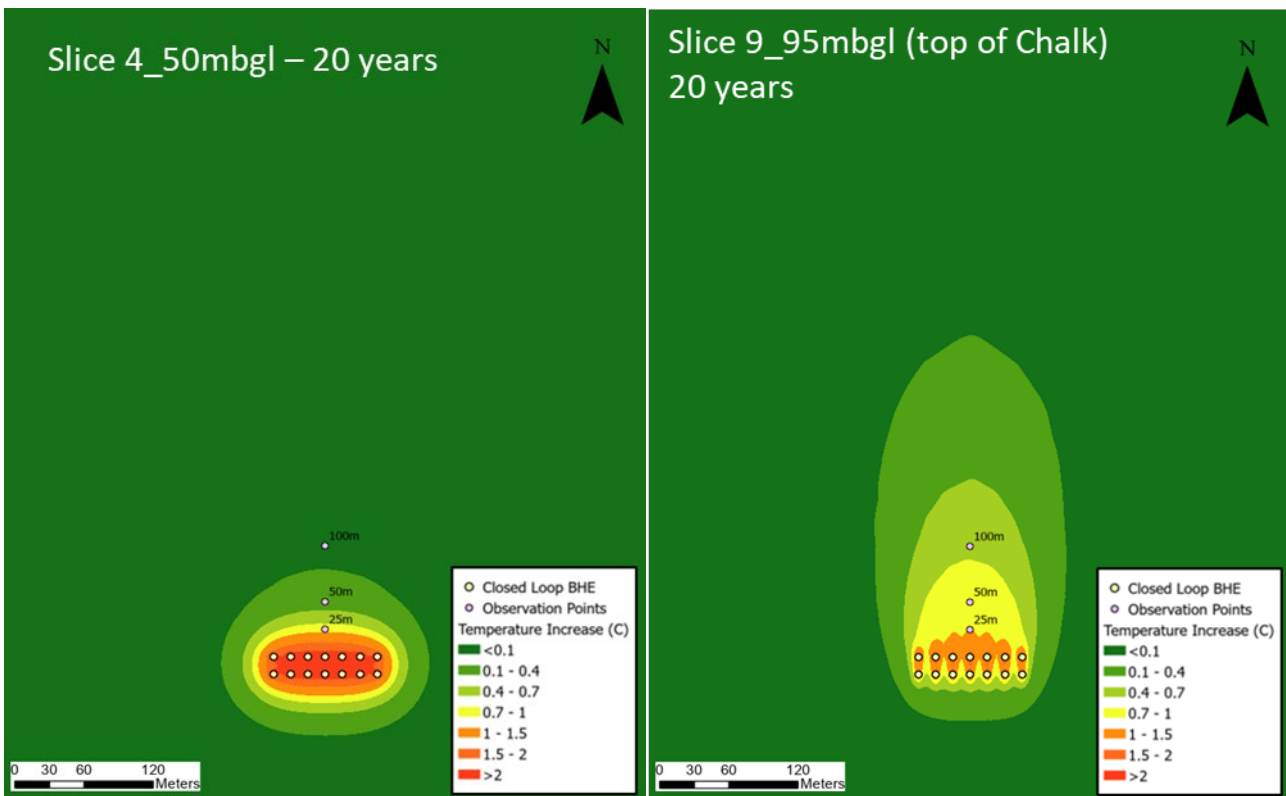 Slice 4_50mbgl – 20 years
N
100m
50m
25m
Closed Loop BHE
Observation Points
Temperature Increase (C)
<0.1
0.1 - 0.4
0.4 - 0.7
0.7 - 1
1 - 1.5
1.5 - 2
>2
0 30 60 120
Meters
Slice 9_95mbgl (top of Chalk)
20 years
N
100m
50m
25m
Closed Loop BHE
Observation Points
Temperature Increase (C)
<0.1
0.1 - 0.4
0.4 - 0.7
0.7 - 1
1 - 1.5
1.5 - 2
>2
0 30 60 120
Meters